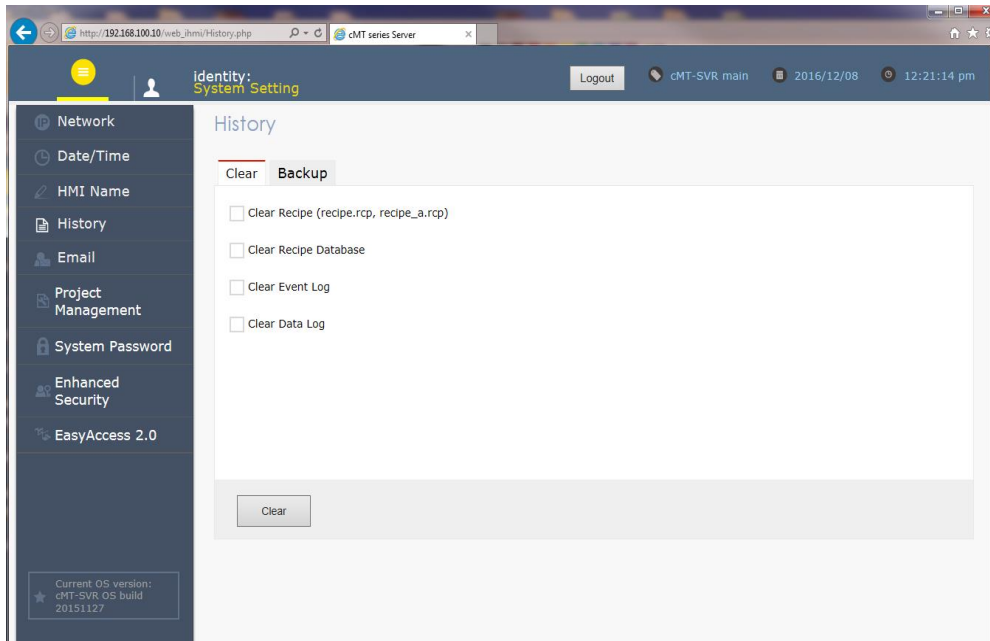 http://192.168.100.10/web_ihmi/History.php
cMT series Server
identity:
System Setting
Logout
cMT-SVR main
2016/12/08
12:21:14 pm
Network
Date/Time
HMI Name
History
Email
Project
Management
System Password
Enhanced
Security
EasyAccess 2.0
Current OS version:
cMT-SVR OS build
20151127
History
Clear
Backup
Clear Recipe (recipe.rcp, recipe_a.rcp)
Clear Recipe Database
Clear Event Log
Clear Data Log
Clear